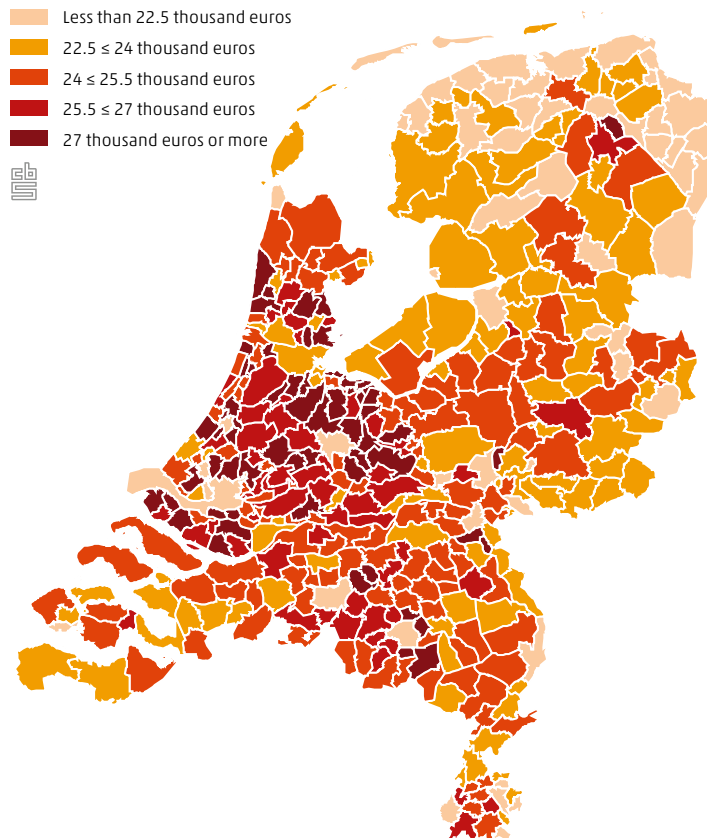 Less than 22.5 thousand euros
22.5 ≤ 24 thousand euros
24 ≤ 25.5 thousand euros
25.5 ≤ 27 thousand euros
27 thousand euros or more
cbs